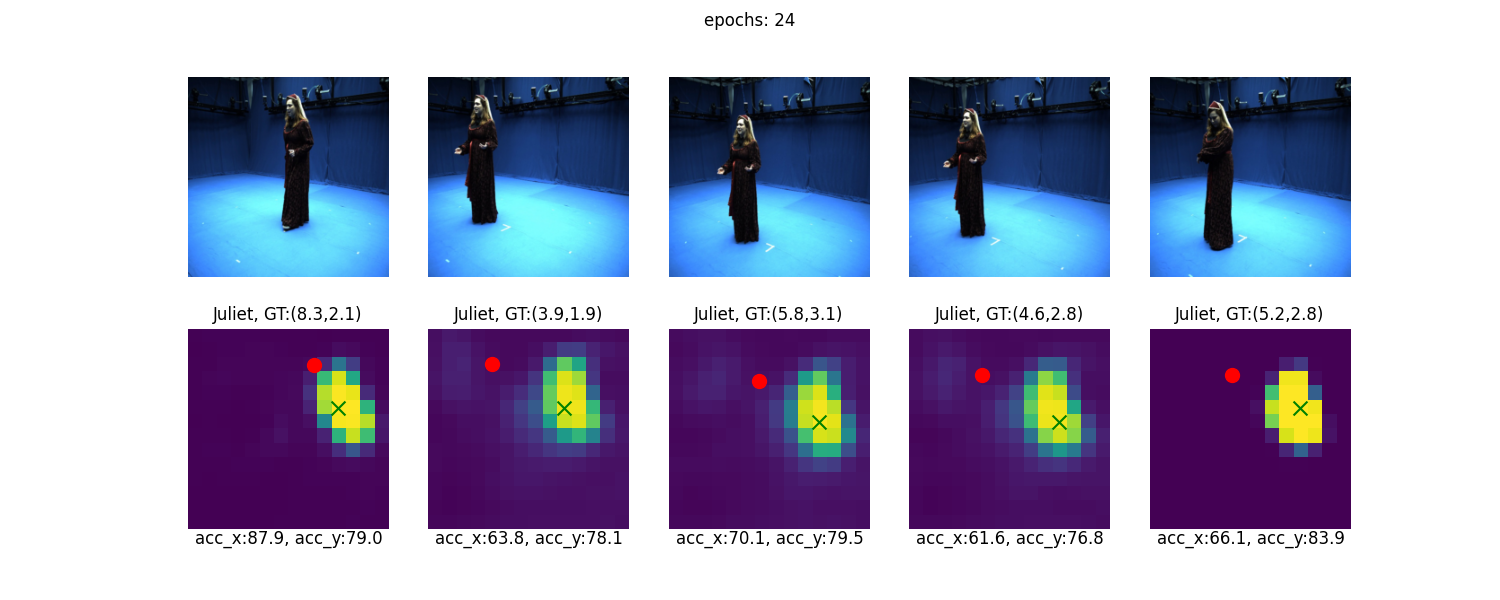 epochs: 24
Juliet, GT:(8.3,2.1)
Juliet, GT:(3.9,1.9)
Juliet, GT:(5.8,3.1)
Juliet, GT:(4.6,2.8)
Juliet, GT:(5.2,2.8)
acc_x:87.9, acc_y:79.0
acc_x:63.8, acc_y:78.1
acc_x:70.1, acc_y:79.5
acc_x:61.6, acc_y:76.8
acc_x:66.1, acc_y:83.9